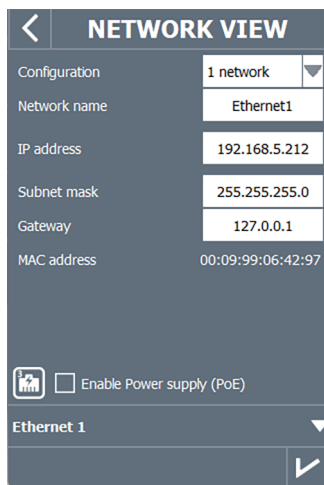 NETWORK VIEW
Configuration 1 network
Network name Ethernet1
IP address 192.168.5.212
Subnet mask 255.255.255.0
Gateway 127.0.0.1
MAC address 00:09:99:06:42:97
3
Enable Power supply (PoE)
Ethernet 1